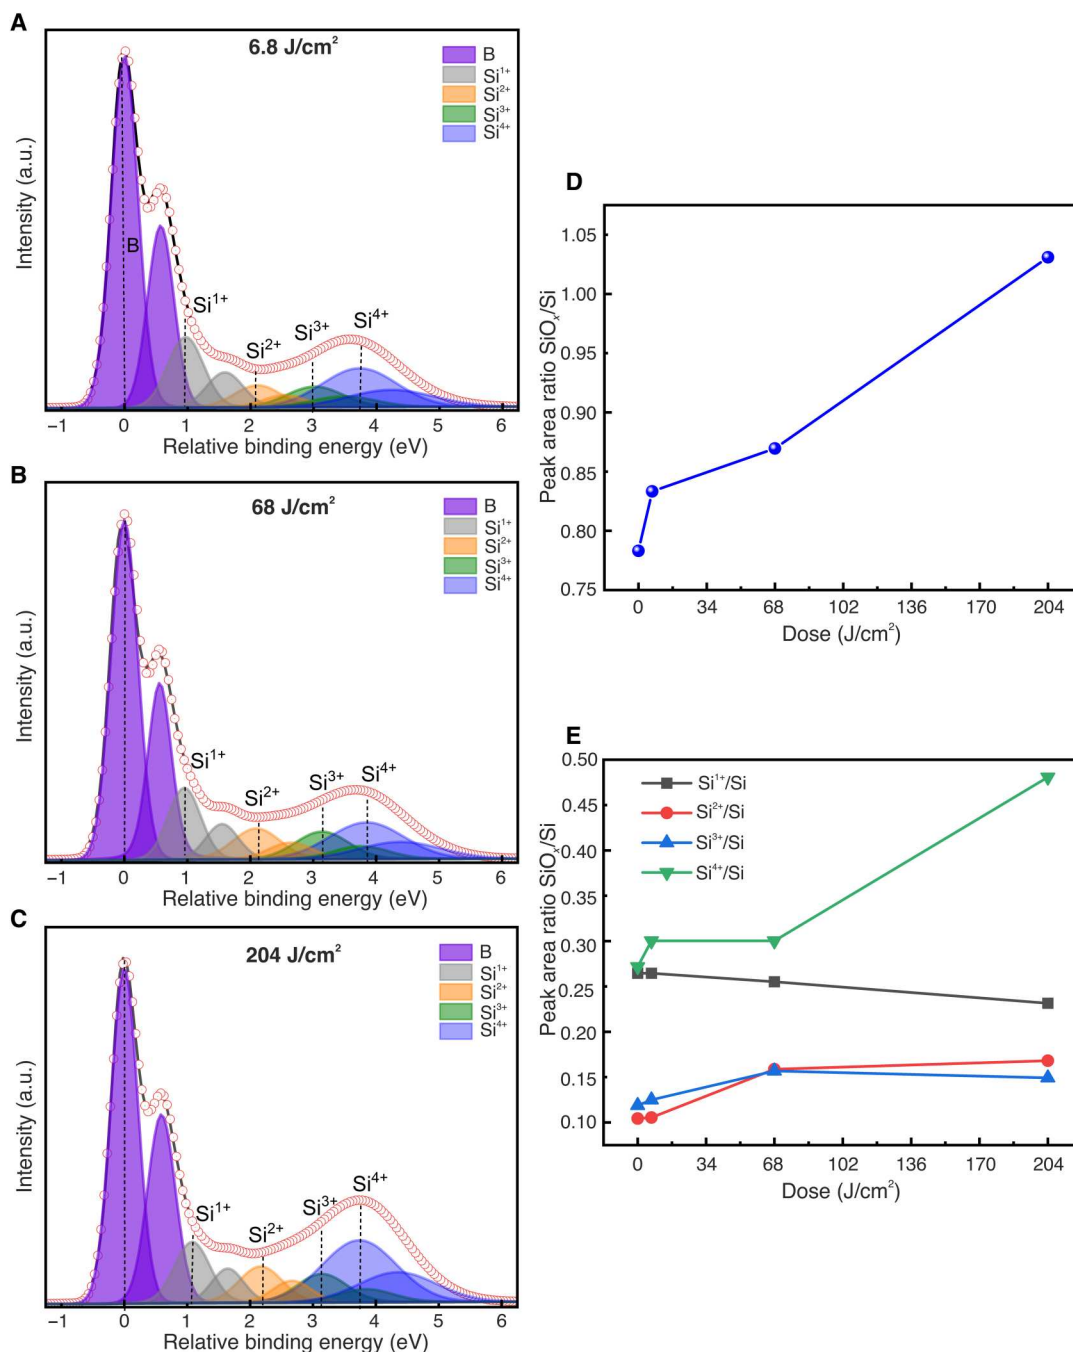 A
6.8 J/cm²
B
Si¹⁺
Si²⁺
Si³⁺
Si⁴⁺
Intensity (a.u.)
B
Si¹⁺
Si²⁺
Si³⁺
Si⁴⁺
−1 0 1 2 3 4 5 6
Relative binding energy (eV)
B
68 J/cm²
B
Si¹⁺
Si²⁺
Si³⁺
Si⁴⁺
Intensity (a.u.)
Si¹⁺
Si²⁺
Si³⁺
Si⁴⁺
−1 0 1 2 3 4 5 6
Relative binding energy (eV)
C
204 J/cm²
B
Si¹⁺
Si²⁺
Si³⁺
Si⁴⁺
Intensity (a.u.)
Si¹⁺
Si²⁺
Si³⁺
Si⁴⁺
−1 0 1 2 3 4 5 6
Relative binding energy (eV)
D
Peak area ratio SiOₓ/Si
1.05
1.00
0.95
0.90
0.85
0.80
0.75
0 34 68 102 136 170 204
Dose (J/cm²)
E
Peak area ratio SiOₓ/Si
0.50
0.45
0.40
0.35
0.30
0.25
0.20
0.15
0.10
Si¹⁺/Si
Si²⁺/Si
Si³⁺/Si
Si⁴⁺/Si
0 34 68 102 136 170 204
Dose (J/cm²)